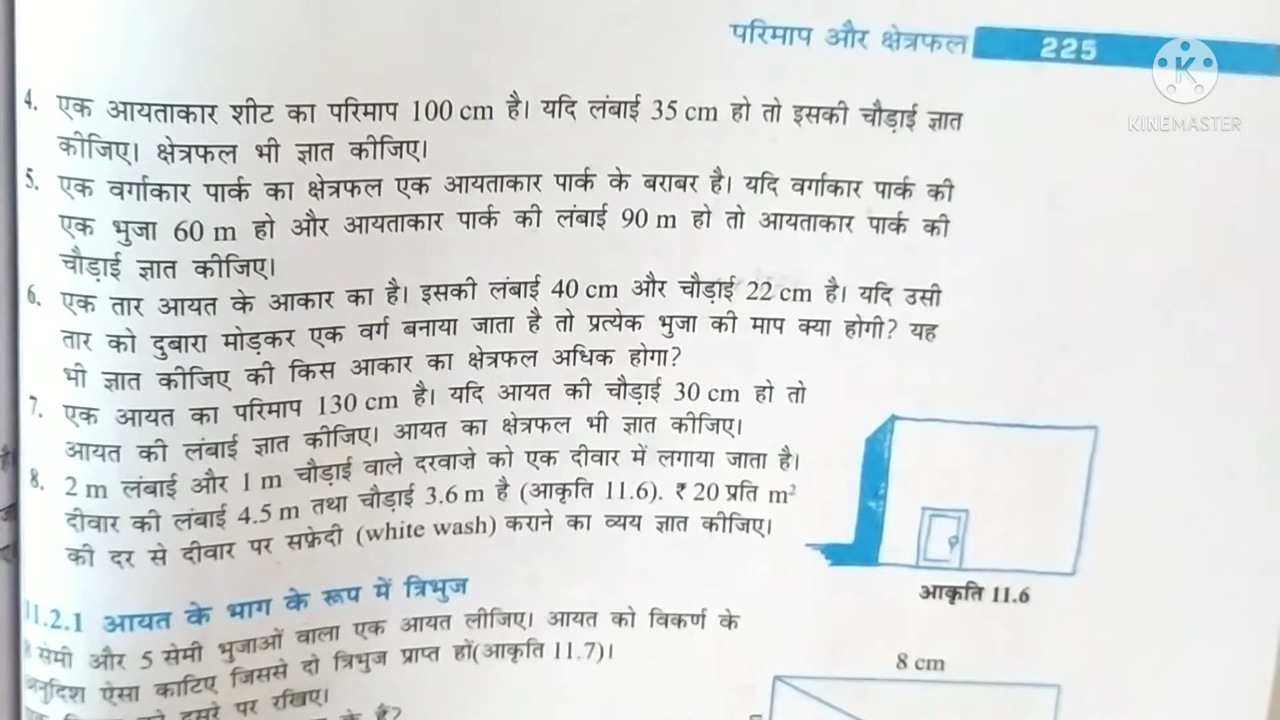 परिमाप और क्षेत्रफल 225
KINEMASTER
4. एक आयताकार शीट का परिमाप 100 cm है। यदि लंबाई 35 cm हो तो इसकी चौड़ाई ज्ञात
कीजिए। क्षेत्रफल भी ज्ञात कीजिए।
5. एक वर्गाकार पार्क का क्षेत्रफल एक आयताकार पार्क के बराबर है। यदि वर्गाकार पार्क की
एक भुजा 60 m हो और आयताकार पार्क की लंबाई 90 m हो तो आयताकार पार्क की
चौड़ाई ज्ञात कीजिए।
6. एक तार आयत के आकार का है। इसकी लंबाई 40 cm और चौड़ाई 22 cm है। यदि उसी
तार को दुबारा मोड़कर एक वर्ग बनाया जाता है तो प्रत्येक भुजा की माप क्या होगी? यह
भी ज्ञात कीजिए की किस आकार का क्षेत्रफल अधिक होगा?
7. एक आयत का परिमाप 130 cm है। यदि आयत की चौड़ाई 30 cm हो तो
आयत की लंबाई ज्ञात कीजिए। आयत का क्षेत्रफल भी ज्ञात कीजिए।
8. 2 m लंबाई और 1 m चौड़ाई वाले दरवाज़े को एक दीवार में लगाया जाता है।
दीवार की लंबाई 4.5 m तथा चौड़ाई 3.6 m है (आकृति 11.6). ₹ 20 प्रति m²
की दर से दीवार पर सफ़ेदी (white wash) कराने का व्यय ज्ञात कीजिए।
आकृति 11.6
11.2.1 आयत के भाग के रूप में त्रिभुज
8 सेमी और 5 सेमी भुजाओं वाला एक आयत लीजिए। आयत को विकर्ण के
अनुदिश ऐसा काटिए जिससे दो त्रिभुज प्राप्त हों(आकृति 11.7)।
दूसरे पर रखिए।
8 cm